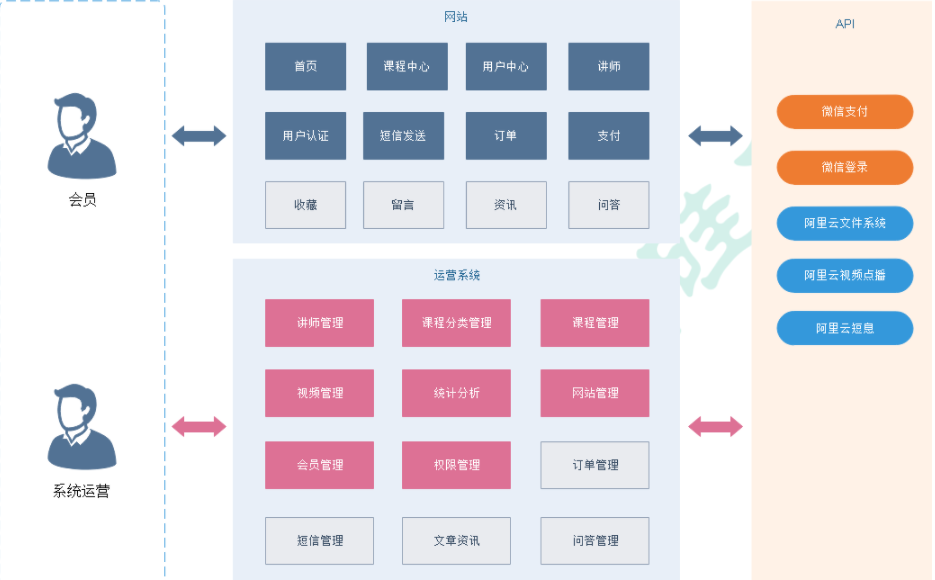 网站
API
首页
课程中心
用户中心
讲师
微信支付
用户认证
短信发送
订单
支付
微信登录
会员
收藏
留言
资讯
问答
阿里云文件系统
运营系统
阿里云视频点播
讲师管理
课程分类管理
课程管理
阿里云短息
视频管理
统计分析
网站管理
会员管理
权限管理
订单管理
系统运营
短信管理
文章资讯
问答管理